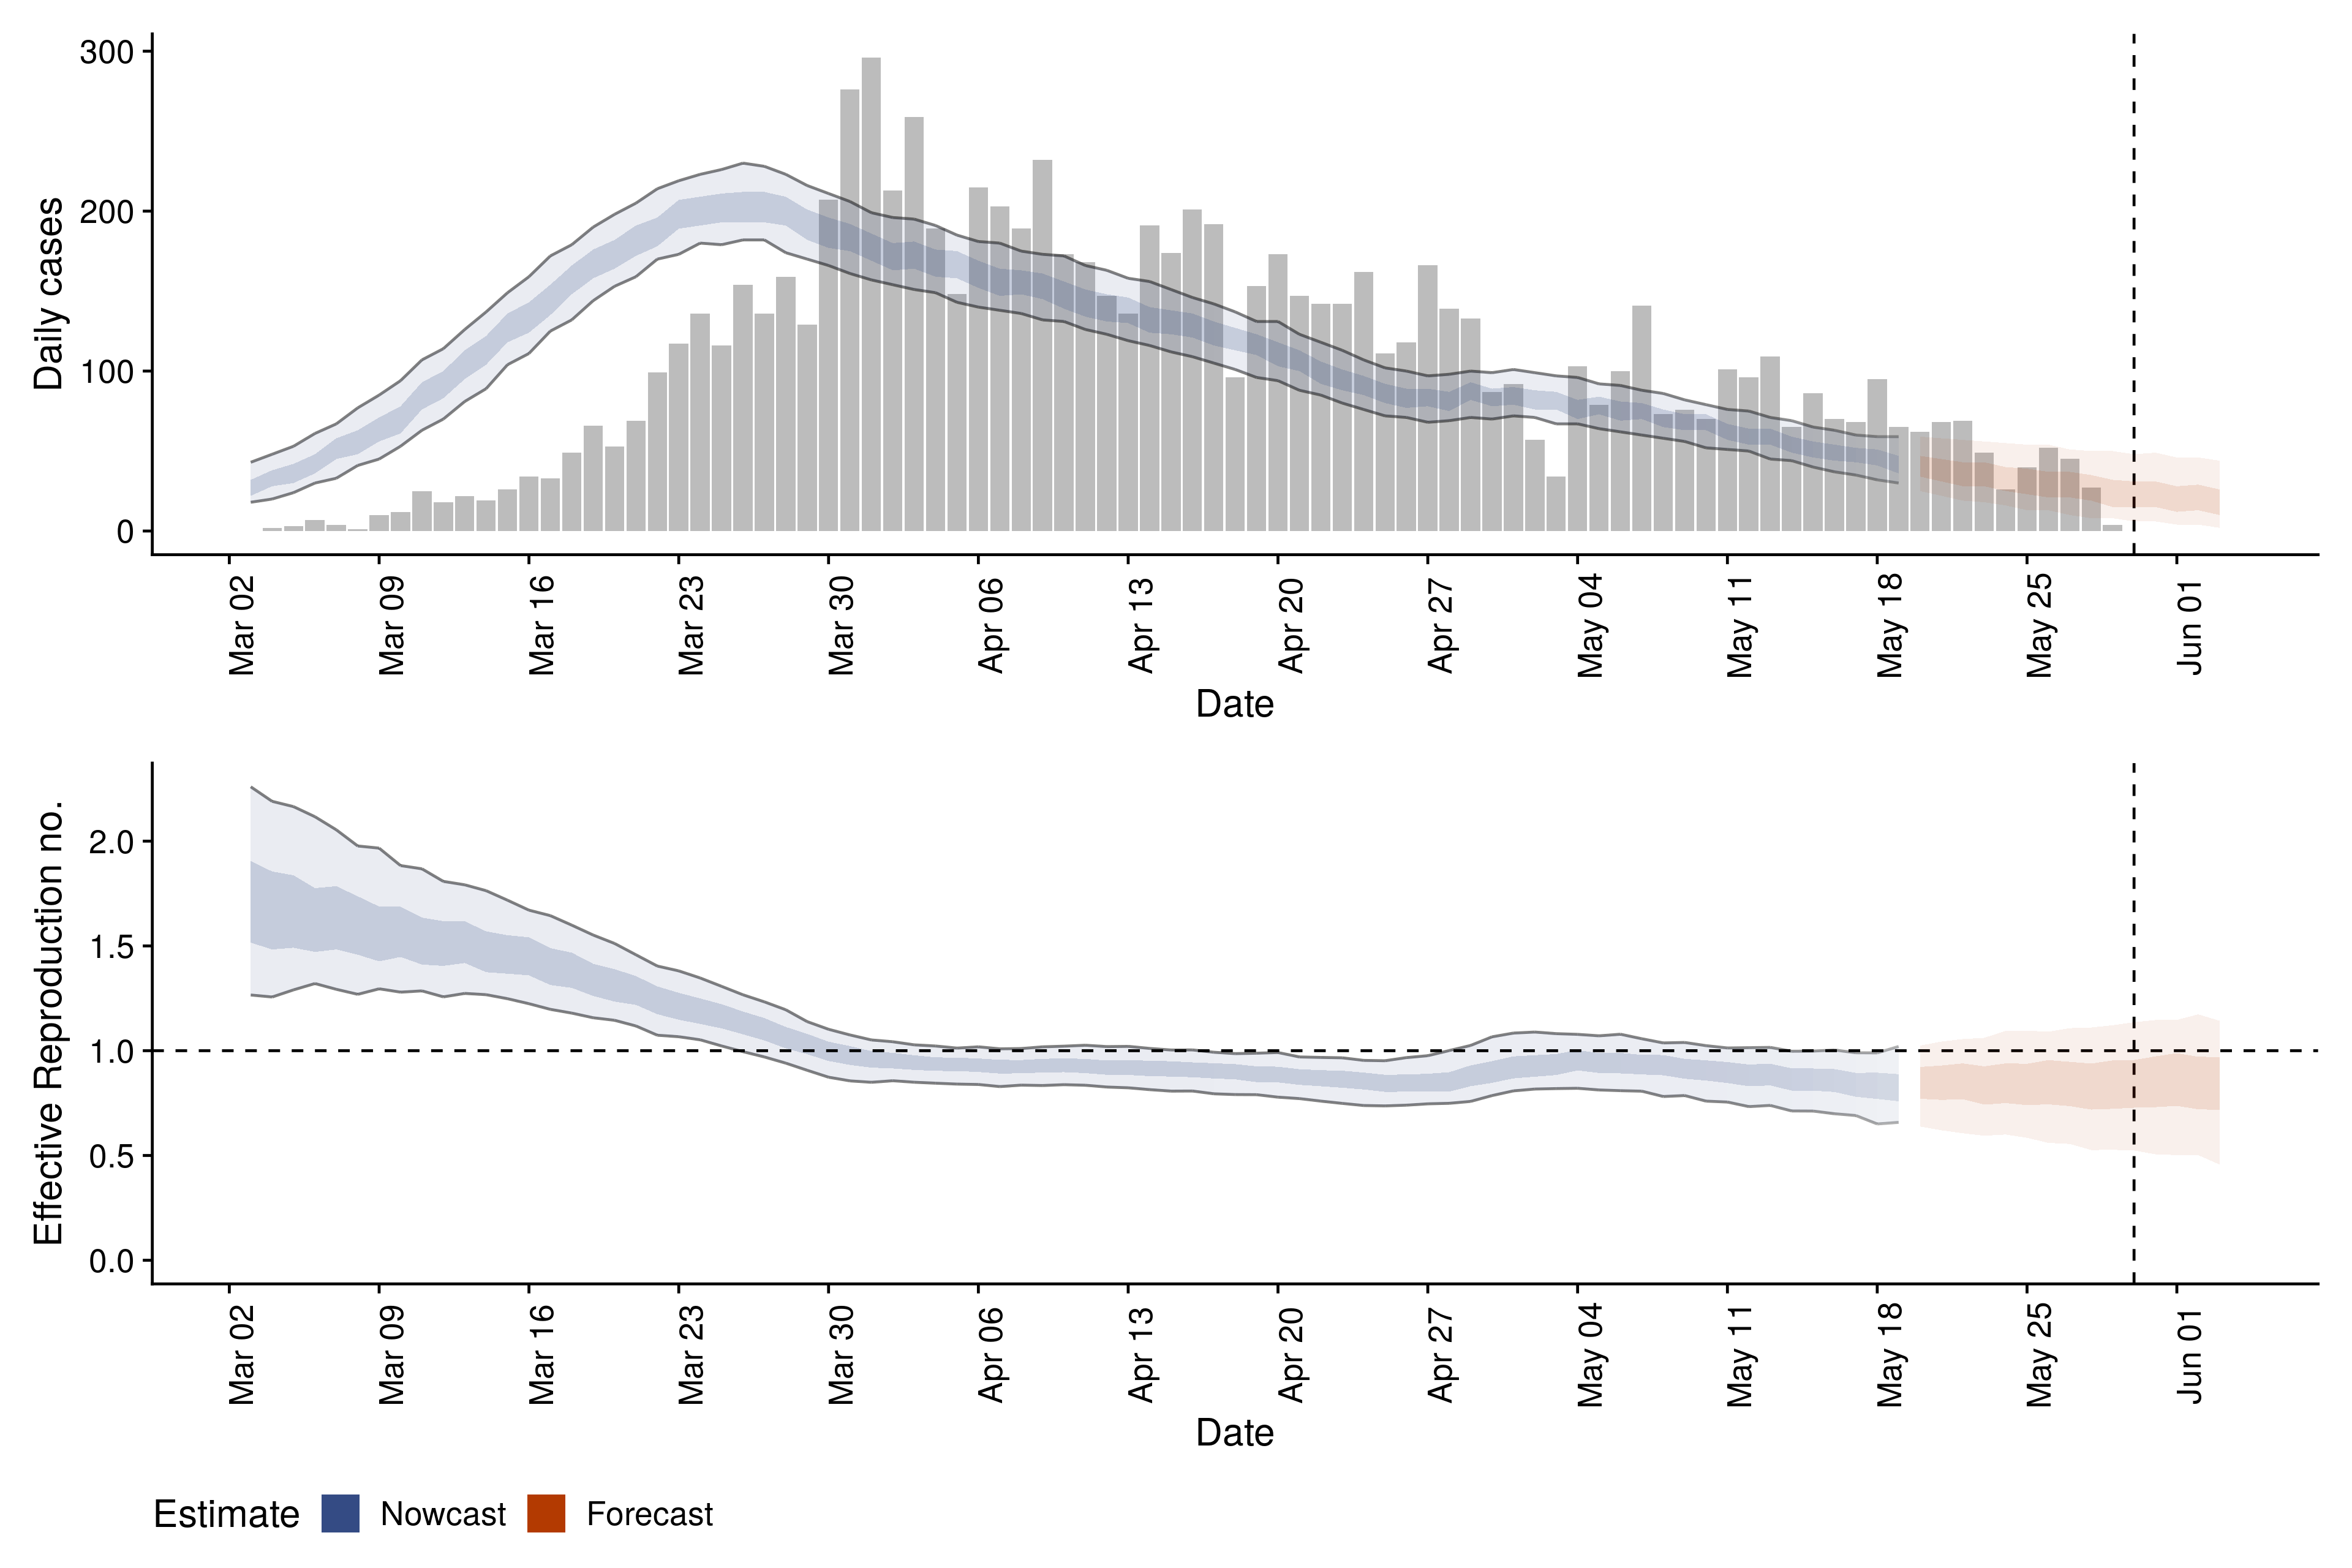 Daily cases
300
200
100
0
Mar 02
Mar 09
Mar 16
Mar 23
Mar 30
Apr 06
Apr 13
Apr 20
Apr 27
May 04
May 11
May 18
May 25
Jun 01
Date
Effective Reproduction no.
2.0
1.5
1.0
0.5
0.0
Mar 02
Mar 09
Mar 16
Mar 23
Mar 30
Apr 06
Apr 13
Apr 20
Apr 27
May 04
May 11
May 18
May 25
Jun 01
Date
Estimate Nowcast Forecast